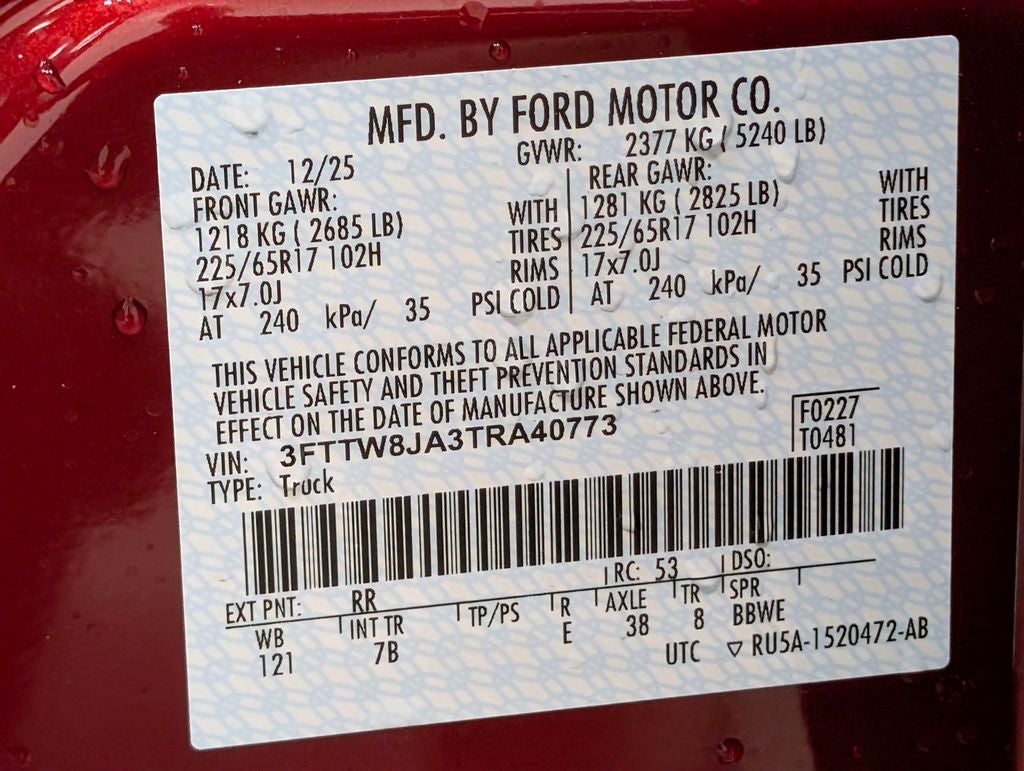 MFD. BY FORD MOTOR CO.
DATE: 12/25 GVWR: 2377 KG ( 5240 LB)
FRONT GAWR: REAR GAWR:
1218 KG ( 2685 LB) WITH 1281 KG ( 2825 LB) WITH
225/65R17 102H TIRES 225/65R17 102H TIRES
17x7.0J RIMS 17x7.0J RIMS
AT 240 kPa/ 35 PSI COLD AT 240 kPa/ 35 PSI COLD
THIS VEHICLE CONFORMS TO ALL APPLICABLE FEDERAL MOTOR
VEHICLE SAFETY AND THEFT PREVENTION STANDARDS IN
EFFECT ON THE DATE OF MANUFACTURE SHOWN ABOVE.
VIN: 3FTTW8JA3TRA40773 F0227
TYPE: Truck T0481
EXT PNT: RR RC: 53 DSO:
WB INT TR TP/PS R AXLE TR SPR
121 7B E 38 8 BBWE
UTC ▽ RU5A-1520472-AB